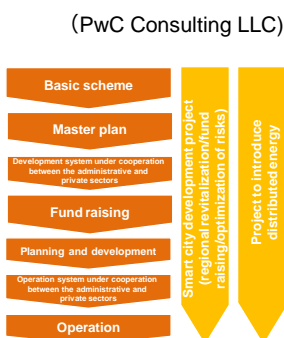 (PwC Consulting LLC)
Basic scheme
Master plan
Development system under cooperation
between the administrative and
private sectors
Fund raising
Planning and development
Operation system under cooperation
between the administrative and
private sectors
Operation
Smart city development project
(regional revitalization/fund
raising/optimization of risks)
Project to introduce
distributed energy